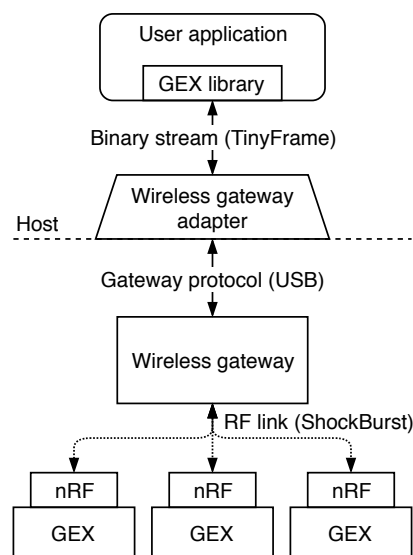 User application
GEX library
Binary stream (TinyFrame)
Wireless gateway
adapter
Host
Gateway protocol (USB)
Wireless gateway
RF link (ShockBurst)
nRF nRF nRF
GEX GEX GEX